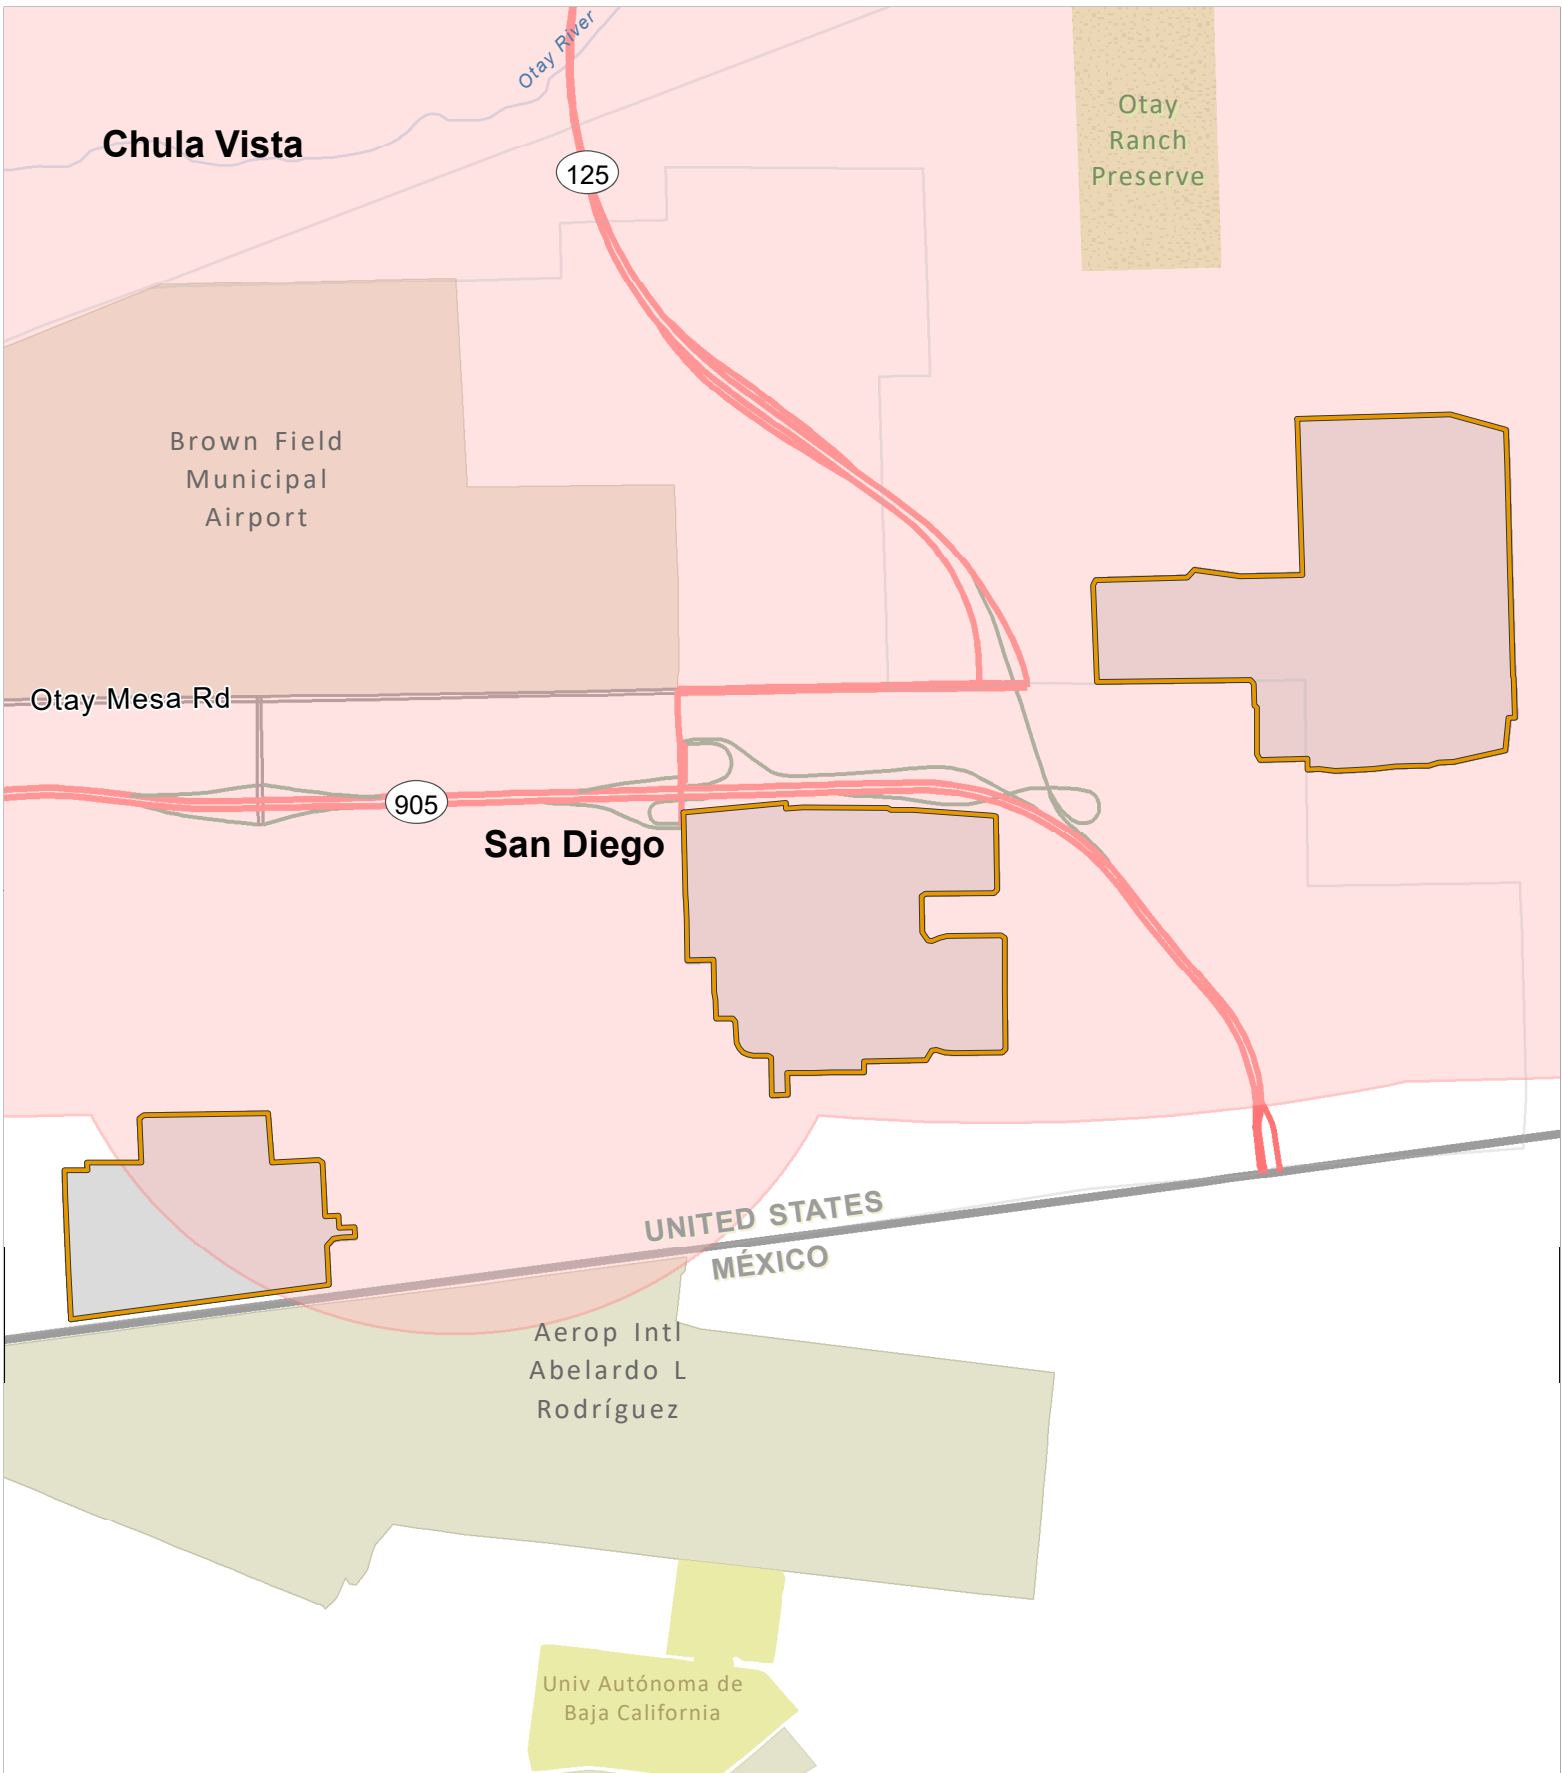 Otay River
Chula Vista
125
Otay
Ranch
Preserve
Brown Field
Municipal
Airport
Otay Mesa Rd
905
San Diego
UNITED STATES
MÉXICO
Aerop Intl
Abelardo L
Rodríguez
Univ Autónoma de
Baja California